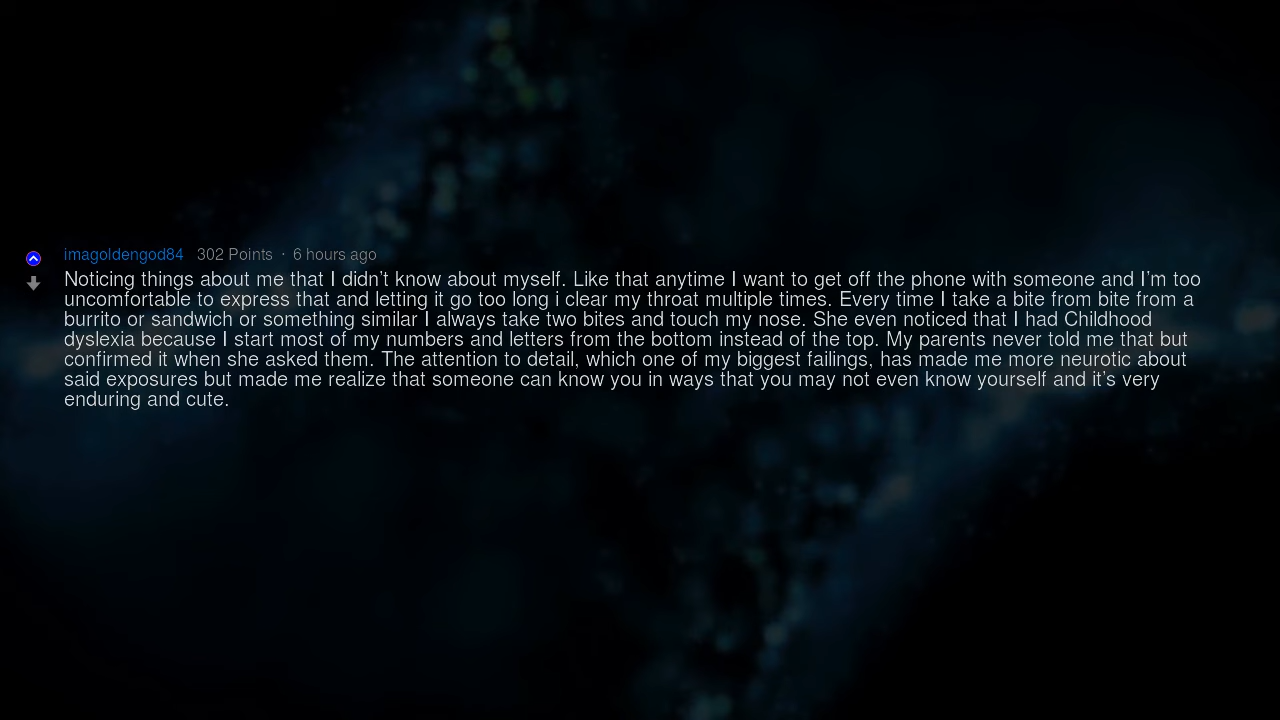 imagoldengod84 302 Points · 6 hours ago
Noticing things about me that I didn't know about myself. Like that anytime I want to get off the phone with someone and I'm too
uncomfortable to express that and letting it go too long i clear my throat multiple times. Every time I take a bite from bite from a
burrito or sandwich or something similar I always take two bites and touch my nose. She even noticed that I had Childhood
dyslexia because I start most of my numbers and letters from the bottom instead of the top. My parents never told me that but
confirmed it when she asked them. The attention to detail, which one of my biggest failings, has made me more neurotic about
said exposures but made me realize that someone can know you in ways that you may not even know yourself and it's very
enduring and cute.